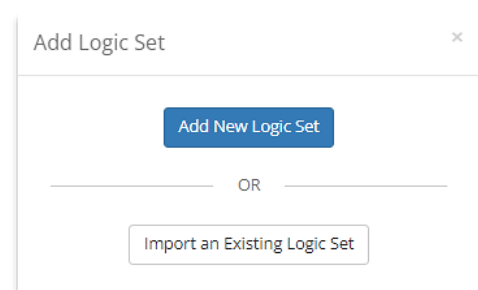 Add Logic Set ×
Add New Logic Set
OR
Import an Existing Logic Set